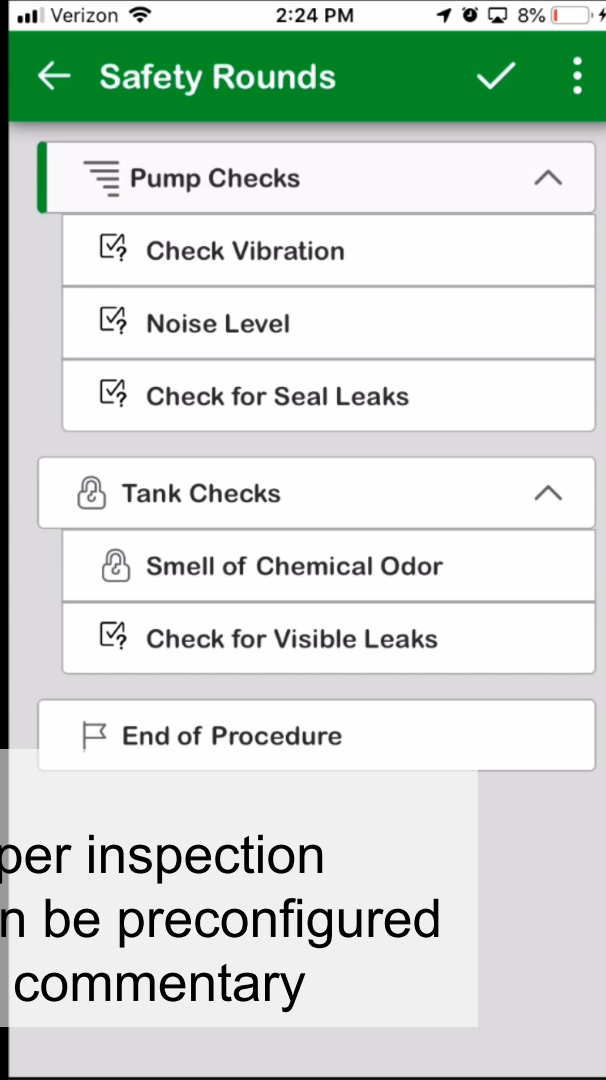 Verizon 2:24 PM 8%
Safety Rounds
Pump Checks
Check Vibration
Noise Level
Check for Seal Leaks
Tank Checks
Smell of Chemical Odor
Check for Visible Leaks
End of Procedure
per inspection
n be preconfigured
commentary